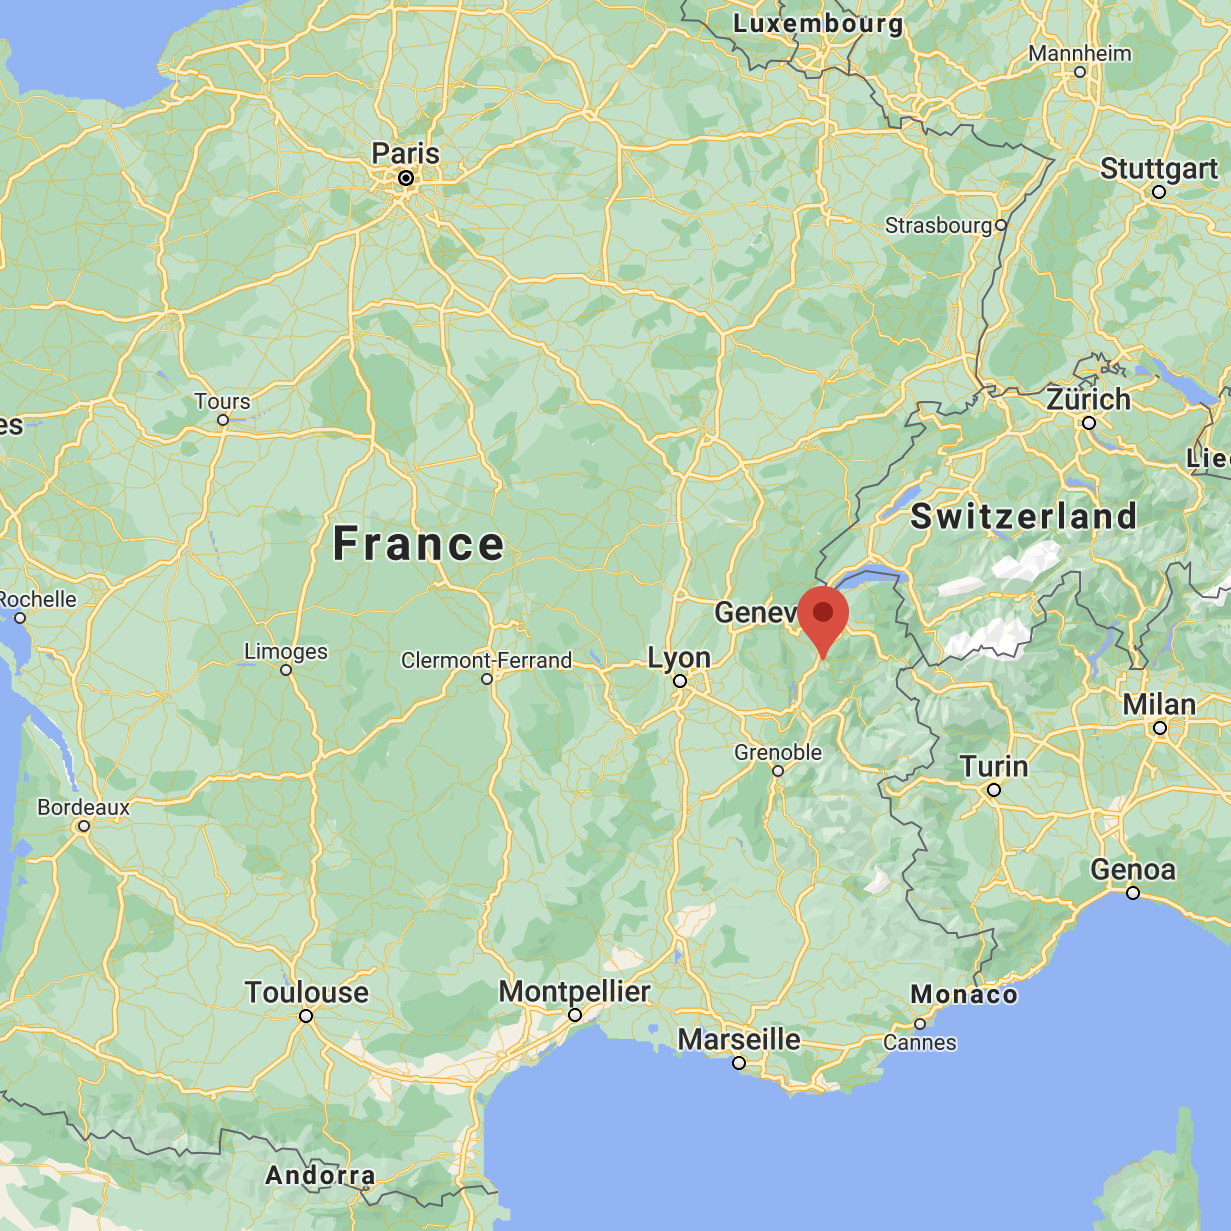 Luxembourg
Mannheim
Paris
Stuttgart
Strasbourg
Tours
Zürich
es
Lie
Switzerland
France
Rochelle
Genev
Limoges
Clermont-Ferrand
Lyon
Milan
Grenoble
Turin
Bordeaux
Genoa
Toulouse
Montpellier
Monaco
Marseille
Cannes
Andorra